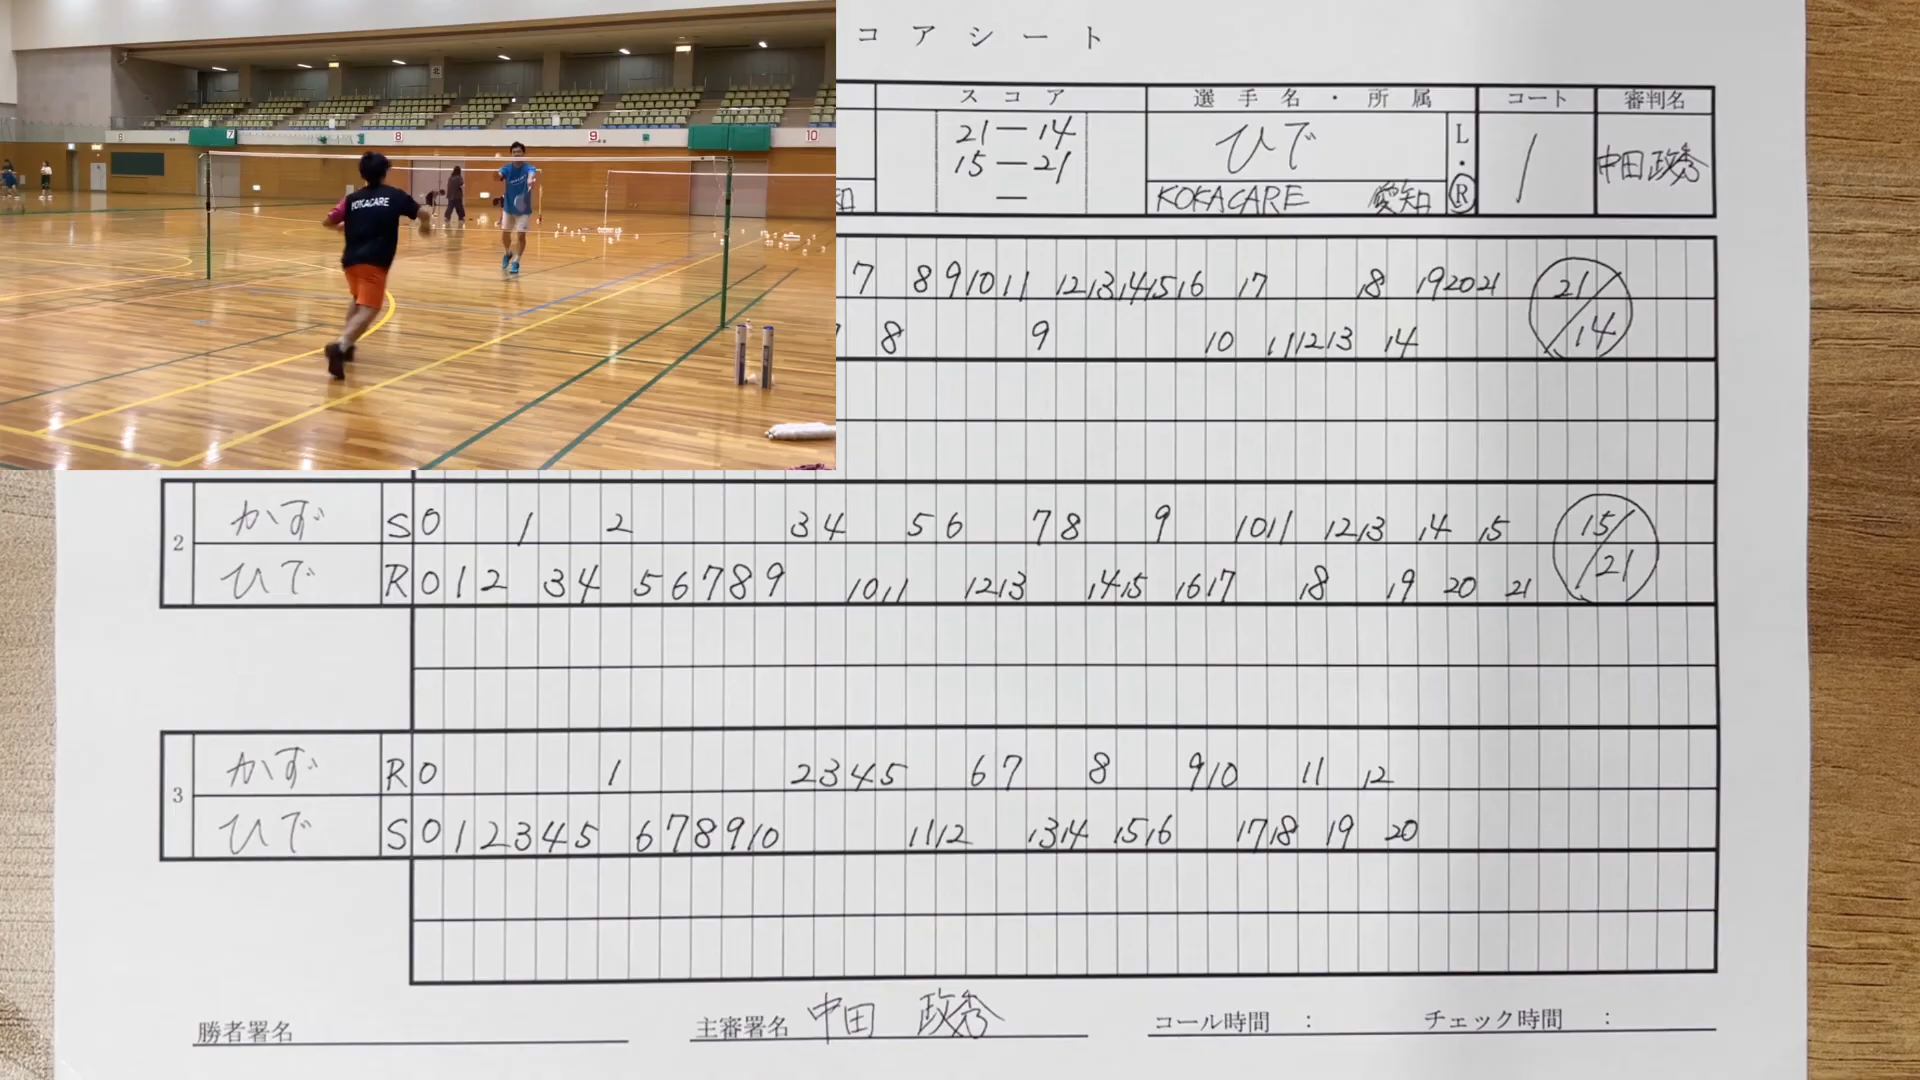 コアシート
スコア 選手名・所属 コート 審判名
21 — 14 ひで L・R 1 中田政秀
15 — 21
—
KOKACARE 愛知
7 8 9 10 11 12 13 14 15 16 17 18 19 20 21 21/14
8 9 10 11 12 13 14
2 かず S 0 1 2 3 4 5 6 7 8 9 10 11 12 13 14 15 15/21
ひで R 0 1 2 3 4 5 6 7 8 9 10 11 12 13 14 15 16 17 18 19 20 21
3 かず R 0 1 2 3 4 5 6 7 8 9 10 11 12
ひで S 0 1 2 3 4 5 6 7 8 9 10 11 12 13 14 15 16 17 18 19 20
勝者署名 主審署名 中田 政秀 コール時間 : チェック時間 :
北
6 7 8 9 10
KOKACARE